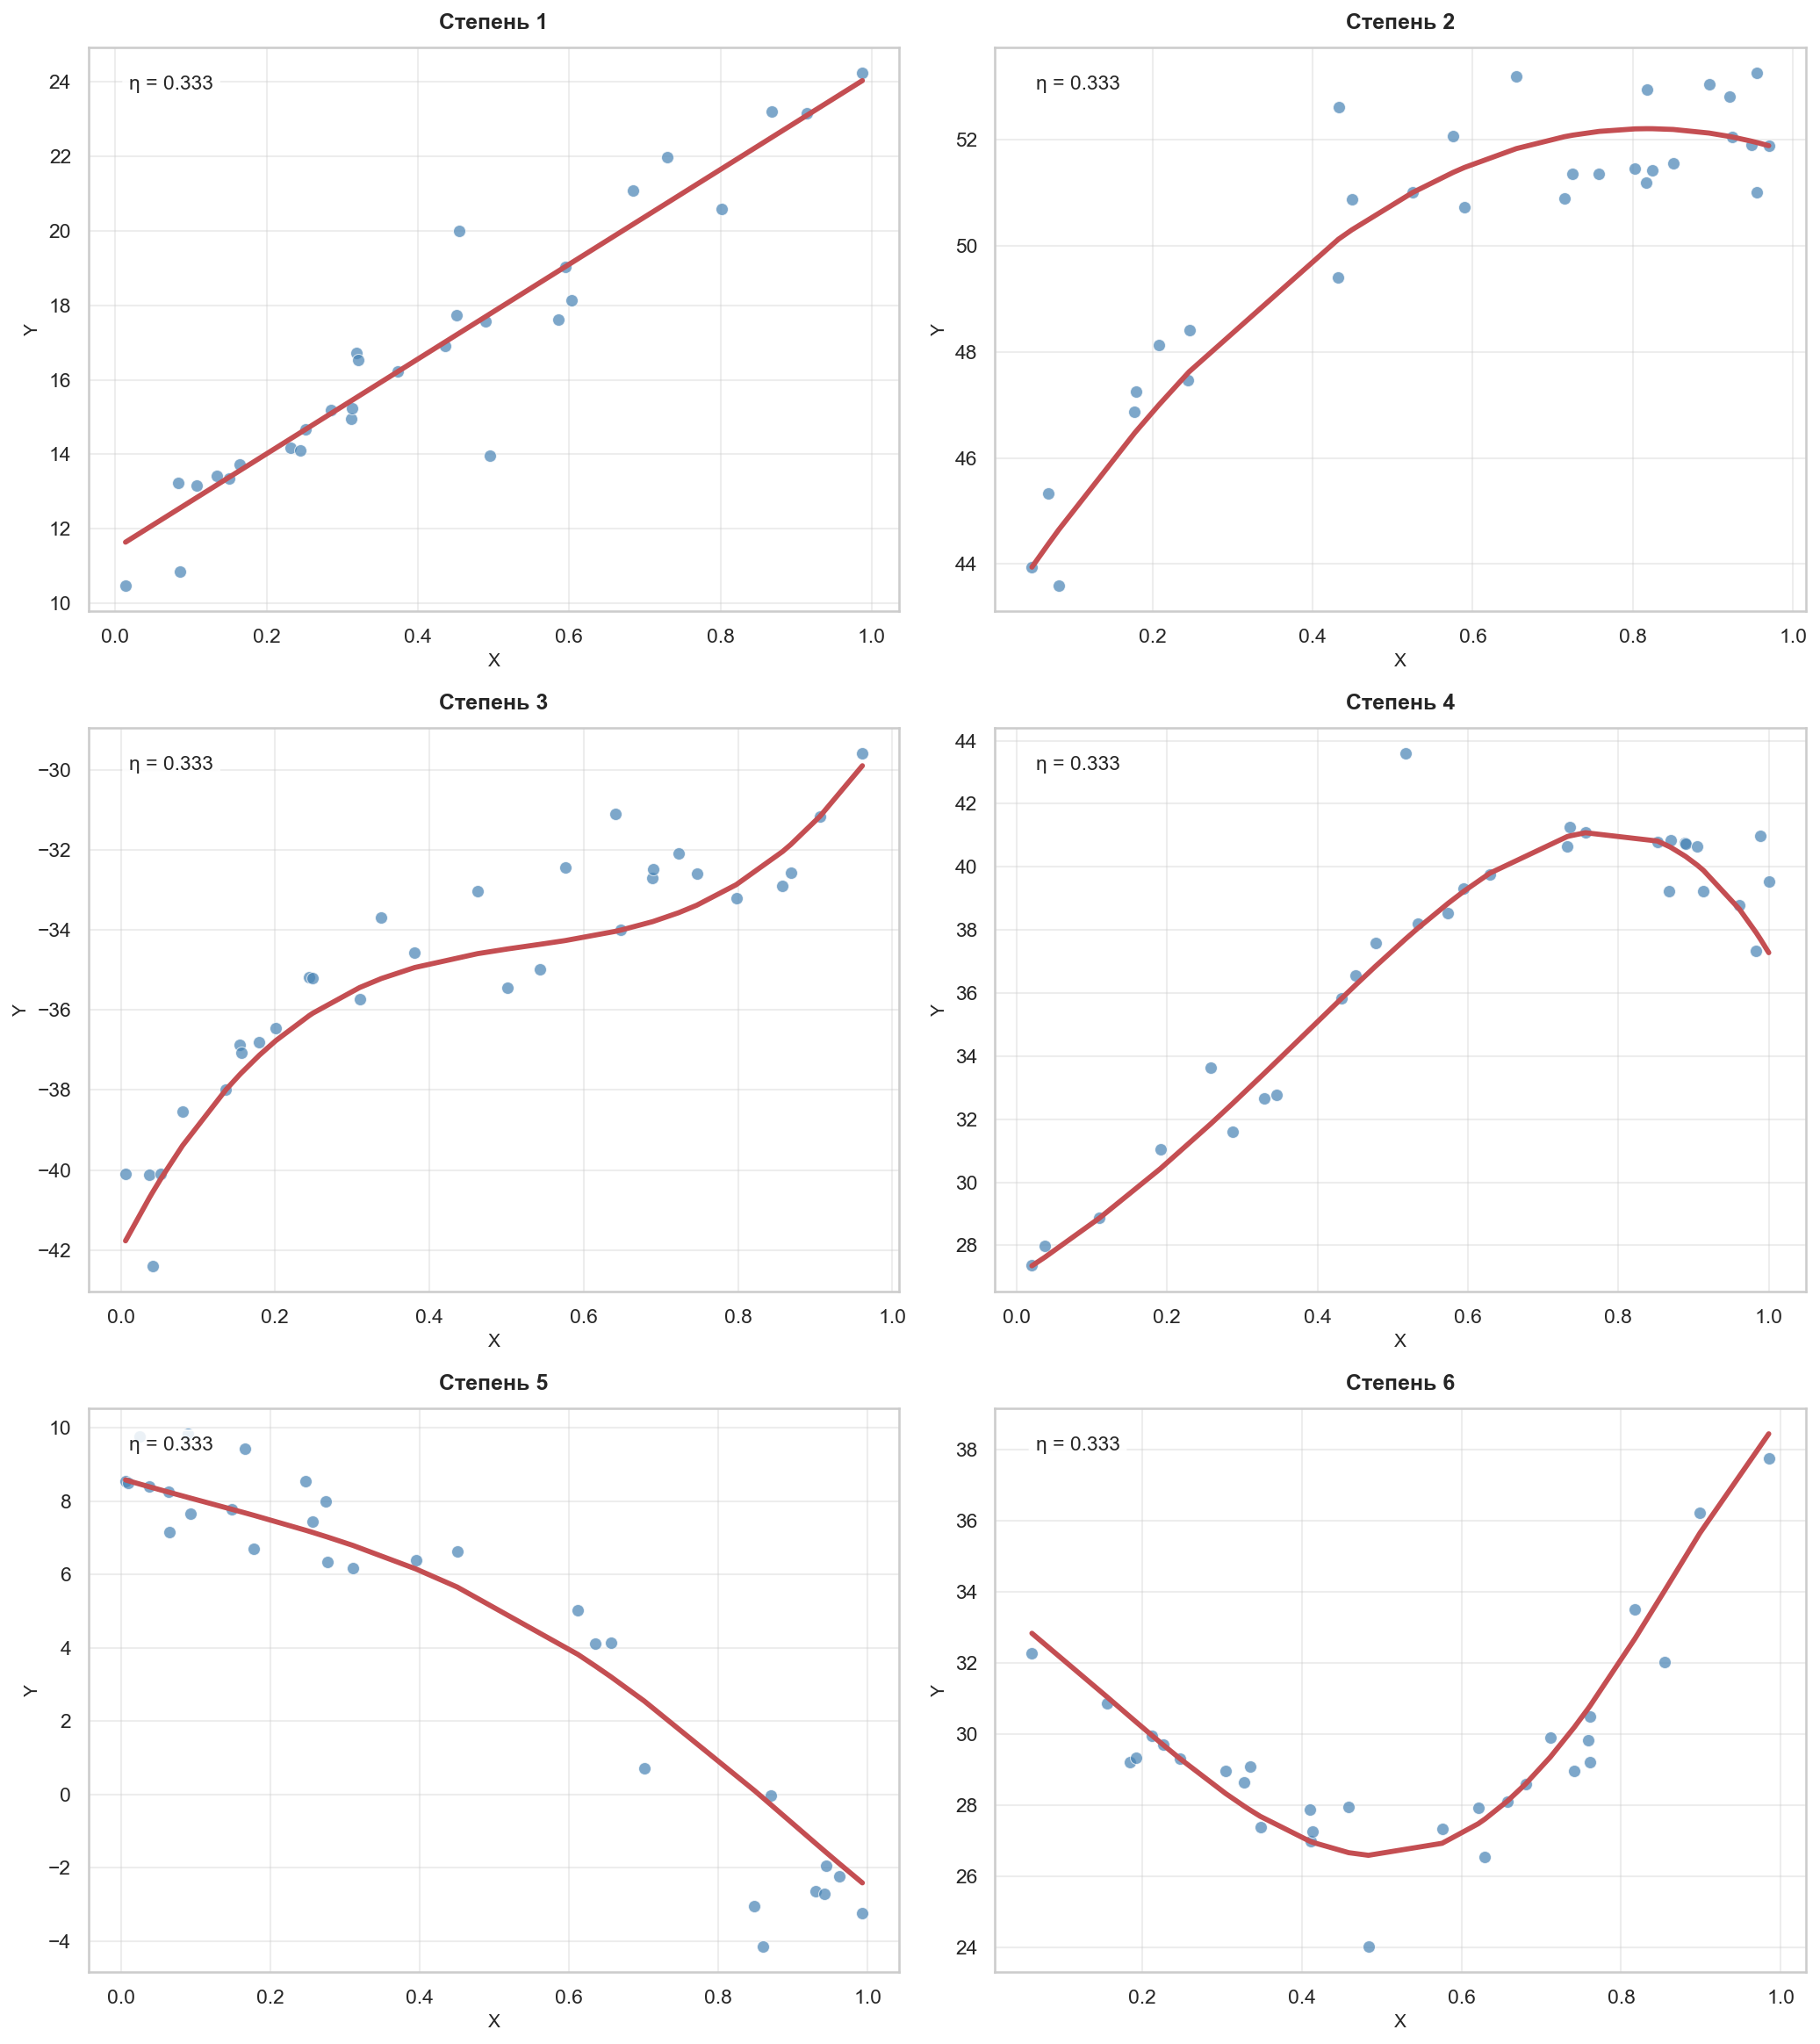 Степень 1
η = 0.333
24
22
20
18
16
14
12
10
Y
0.0 0.2 0.4 0.6 0.8 1.0
X
Степень 2
η = 0.333
52
50
48
46
44
Y
0.2 0.4 0.6 0.8 1.0
X
Степень 3
η = 0.333
−30
−32
−34
−36
−38
−40
−42
Y
0.0 0.2 0.4 0.6 0.8 1.0
X
Степень 4
η = 0.333
44
42
40
38
36
34
32
30
28
Y
0.0 0.2 0.4 0.6 0.8 1.0
X
Степень 5
η = 0.333
10
8
6
4
2
0
−2
−4
Y
0.0 0.2 0.4 0.6 0.8 1.0
X
Степень 6
η = 0.333
38
36
34
32
30
28
26
24
Y
0.2 0.4 0.6 0.8 1.0
X